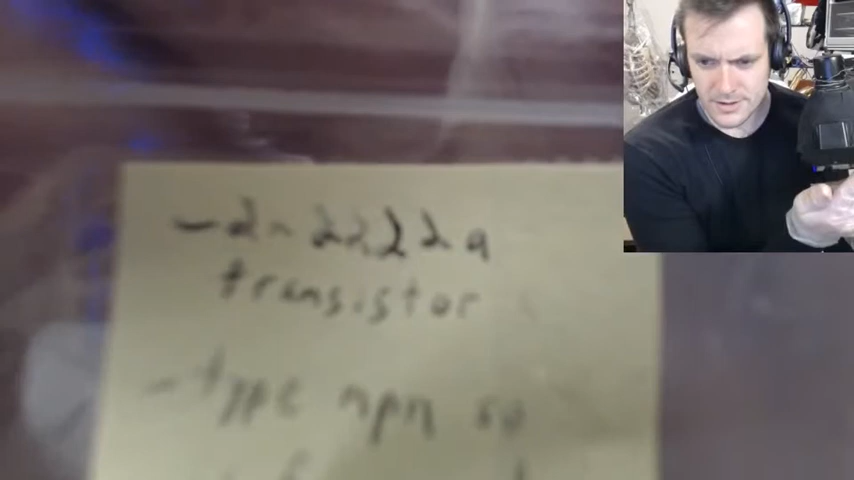 - 2n2222a
transistor
- type npn so